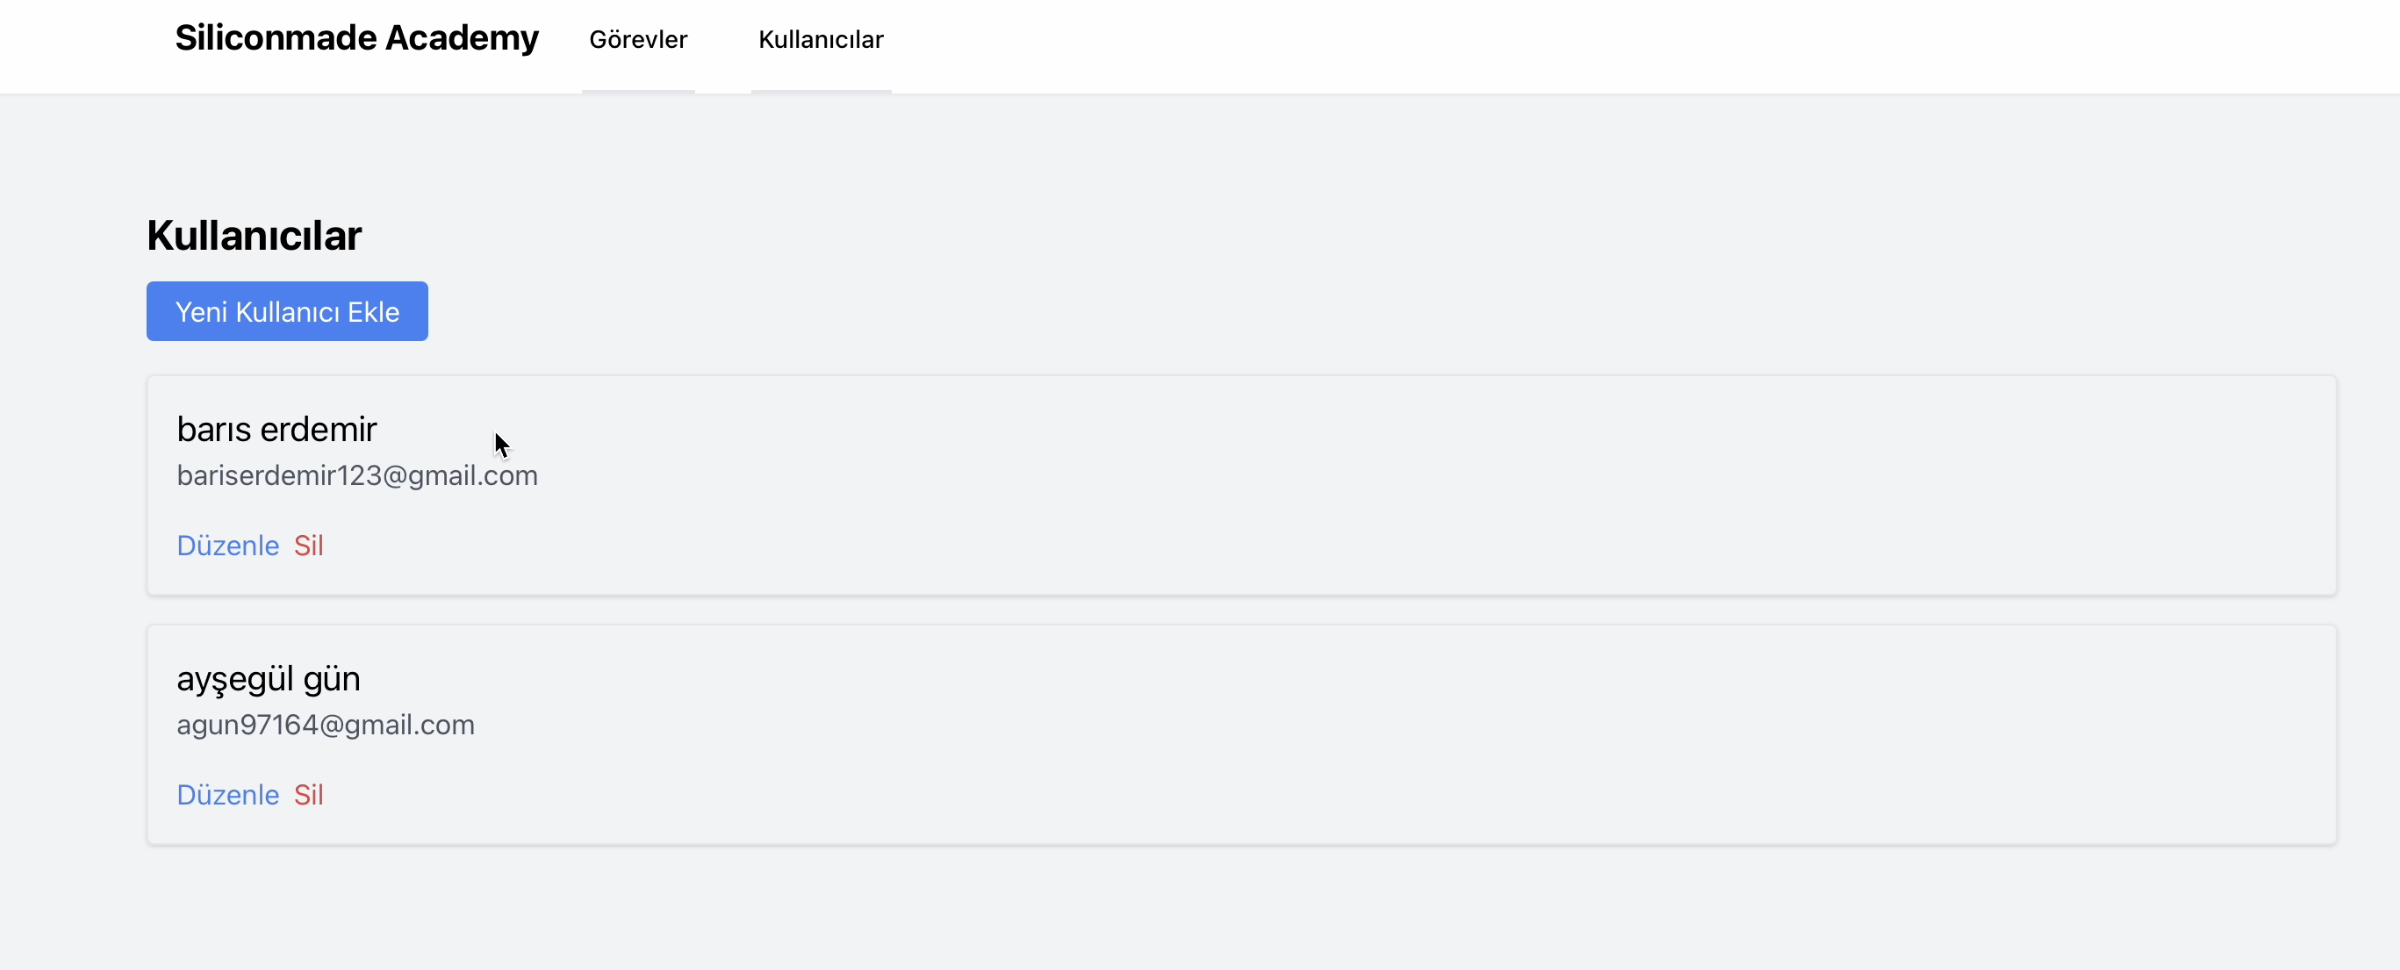 Siliconmade Academy Görevler Kullanıcılar
Kullanıcılar
Yeni Kullanıcı Ekle
barıs erdemir
bariserdemir123@gmail.com
Düzenle Sil
ayşegül gün
agun97164@gmail.com
Düzenle Sil